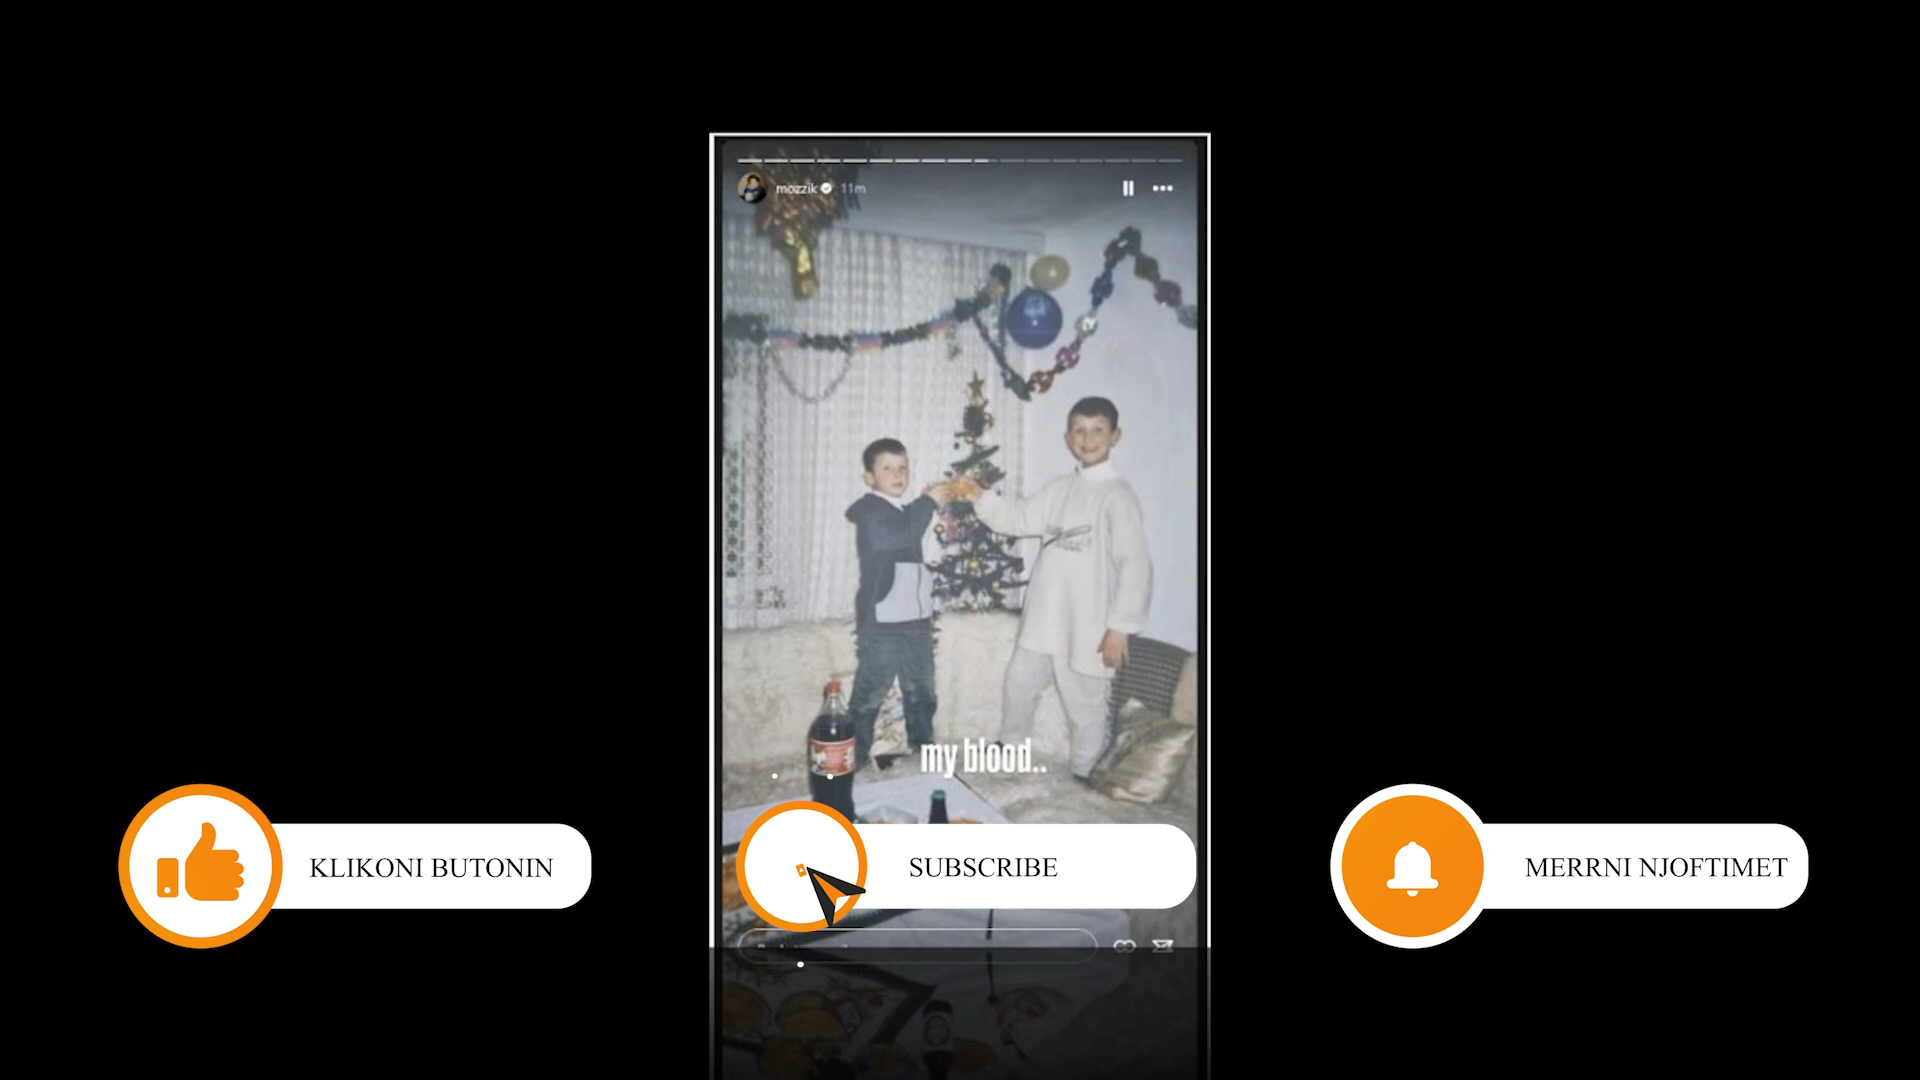 mozzik 11m
my blood..
KLIKONI BUTONIN
SUBSCRIBE
MERRNI NJOFTIMET